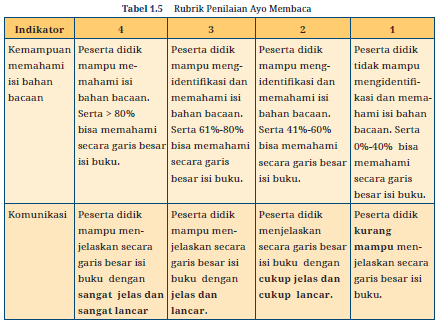 Tabel 1.5 Rubrik Penilaian Ayo Membaca
Indikator 4 3 2 1
Kemampuan
memahami
isi bahan
bacaan
Peserta didik
mampu me-
mahami isi
bahan bacaan.
Serta > 80%
bisa memahami
secara garis besar
isi buku.
Peserta didik
mampu meng-
identifikasi dan
memahami isi
bahan bacaan.
Serta 61%-80%
bisa memahami
secara garis
besar isi buku.
Peserta didik
mampu meng-
identifikasi dan
memahami isi
bahan bacaan.
Serta 41%-60%
bisa memahami
secara garis besar
isi buku.
Peserta didik
tidak mampu
mengidentifi-
kasi dan mema-
hami isi bahan
bacaan. Serta
0%-40% bisa
memahami
secara garis
besar isi buku.
Komunikasi
Peserta didik
mampu men-
jelaskan secara
garis besar isi
buku dengan
sangat jelas dan
sangat lancar
Peserta didik
mampu men-
jelaskan secara
garis besar isi
buku dengan
jelas dan
lancar.
Peserta didik
menjelaskan
secara garis besar
isi buku dengan
cukup jelas dan
cukup lancar.
Peserta didik
kurang
mampu men-
jelaskan secara
garis besar isi
buku.